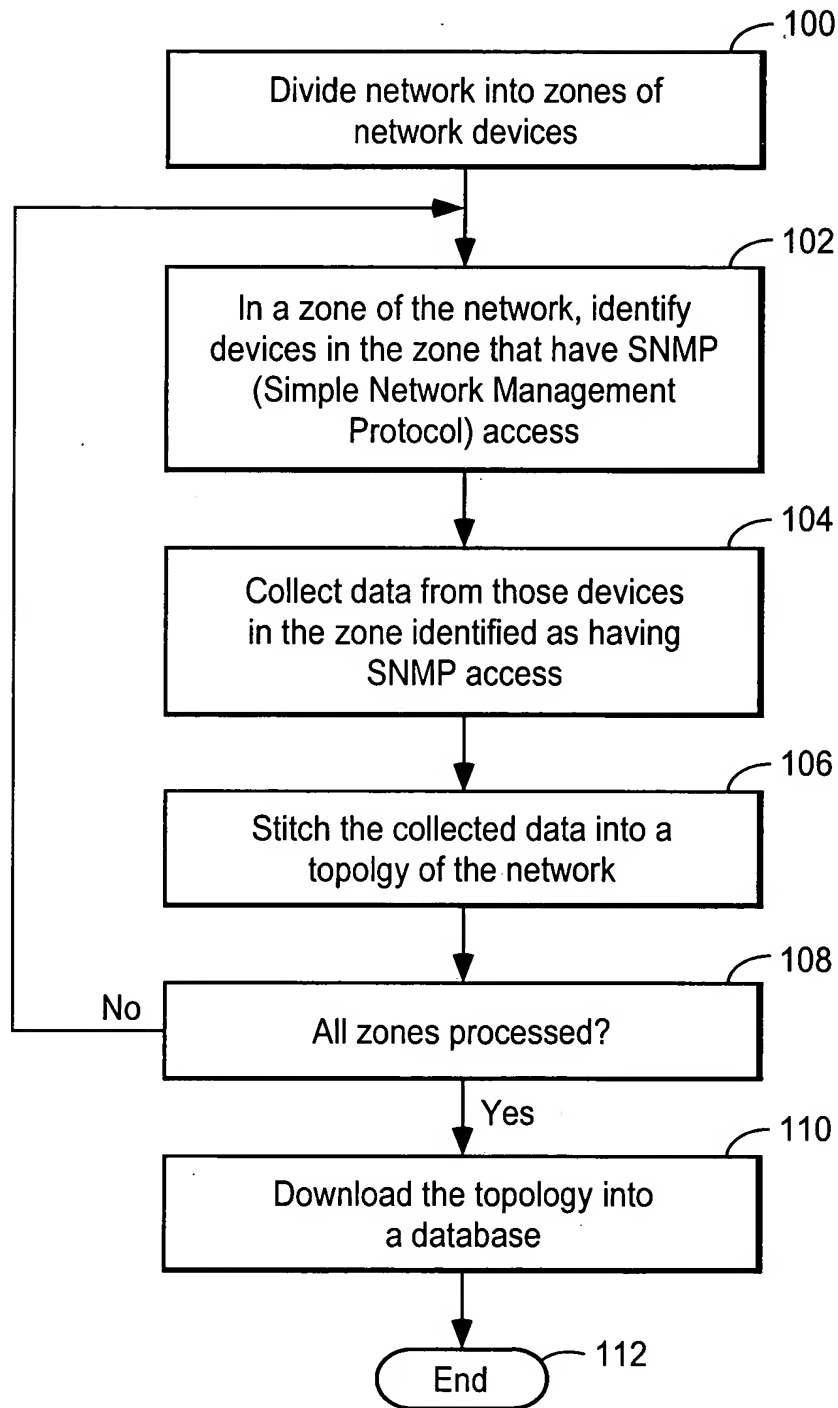 100
Divide network into zones of
network devices
102
In a zone of the network, identify
devices in the zone that have SNMP
(Simple Network Management
Protocol) access
104
Collect data from those devices
in the zone identified as having
SNMP access
106
Stitch the collected data into a
topolgy of the network
108
No
All zones processed?
Yes
110
Download the topology into
a database
112
End